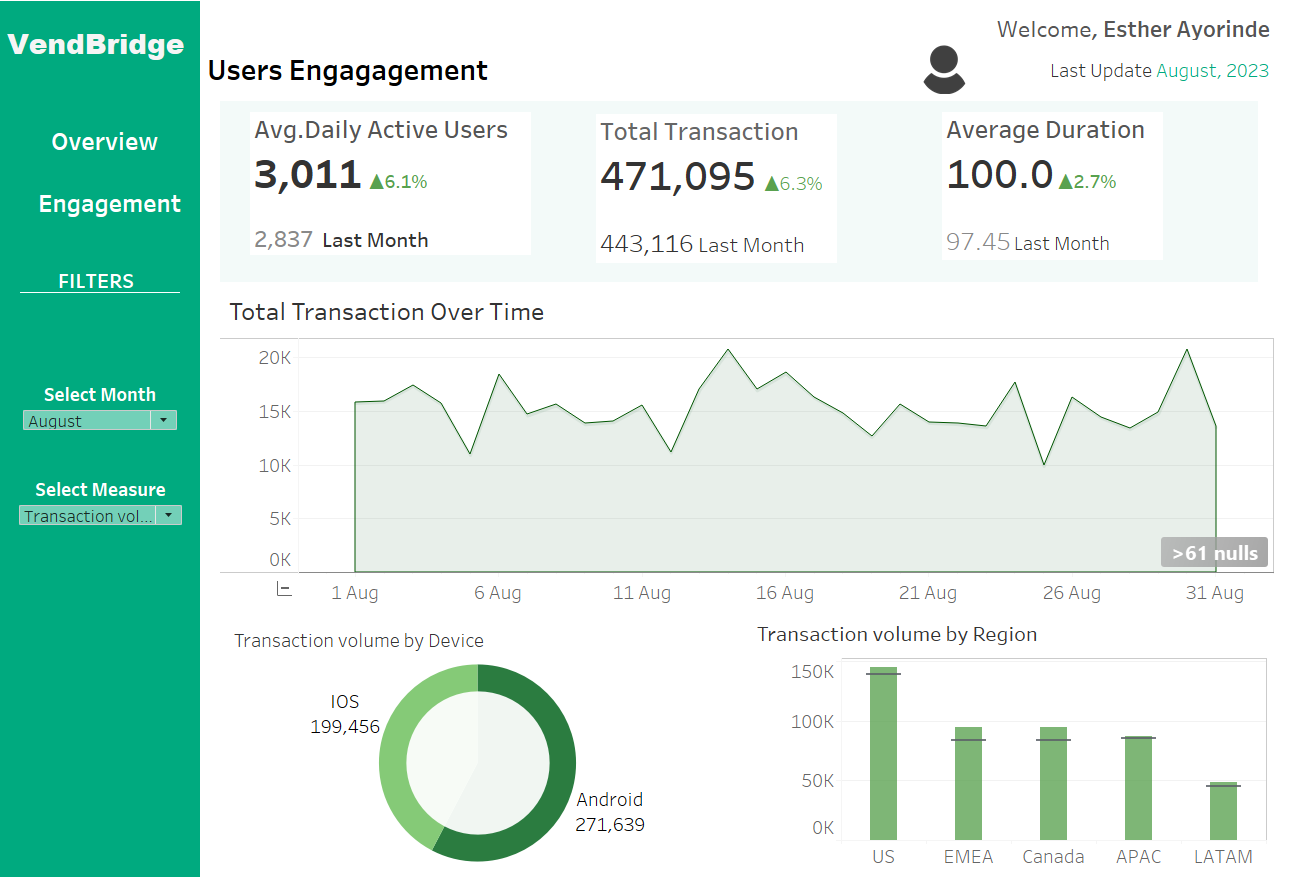 VendBridge
Overview
Engagement
FILTERS
Select Month
August
Select Measure
Transaction vol...
Welcome, Esther Ayorinde
Last Update August, 2023
Users Engagagement
Avg.Daily Active Users
3,011 ▲6.1%
2,837 Last Month
Total Transaction
471,095 ▲6.3%
443,116 Last Month
Average Duration
100.0 ▲2.7%
97.45 Last Month
Total Transaction Over Time
20K
15K
10K
5K
0K
>61 nulls
1 Aug 6 Aug 11 Aug 16 Aug 21 Aug 26 Aug 31 Aug
Transaction volume by Device
IOS
199,456
Android
271,639
Transaction volume by Region
150K
100K
50K
0K
US EMEA Canada APAC LATAM